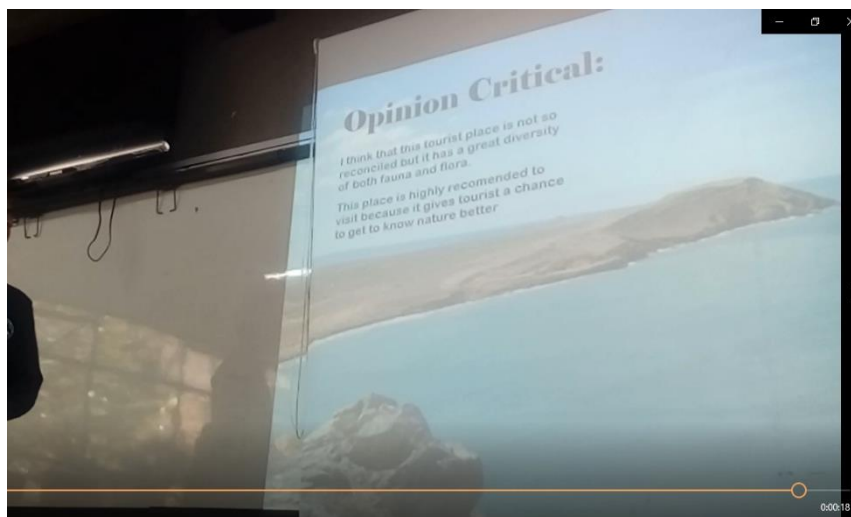 Opinion Critical:
I think that this tourist place is not so
reconciled but it has a great diversity
of both fauna and flora.
This place is highly recomended to
visit because it gives tourist a chance
to get to know nature better
0:00:18